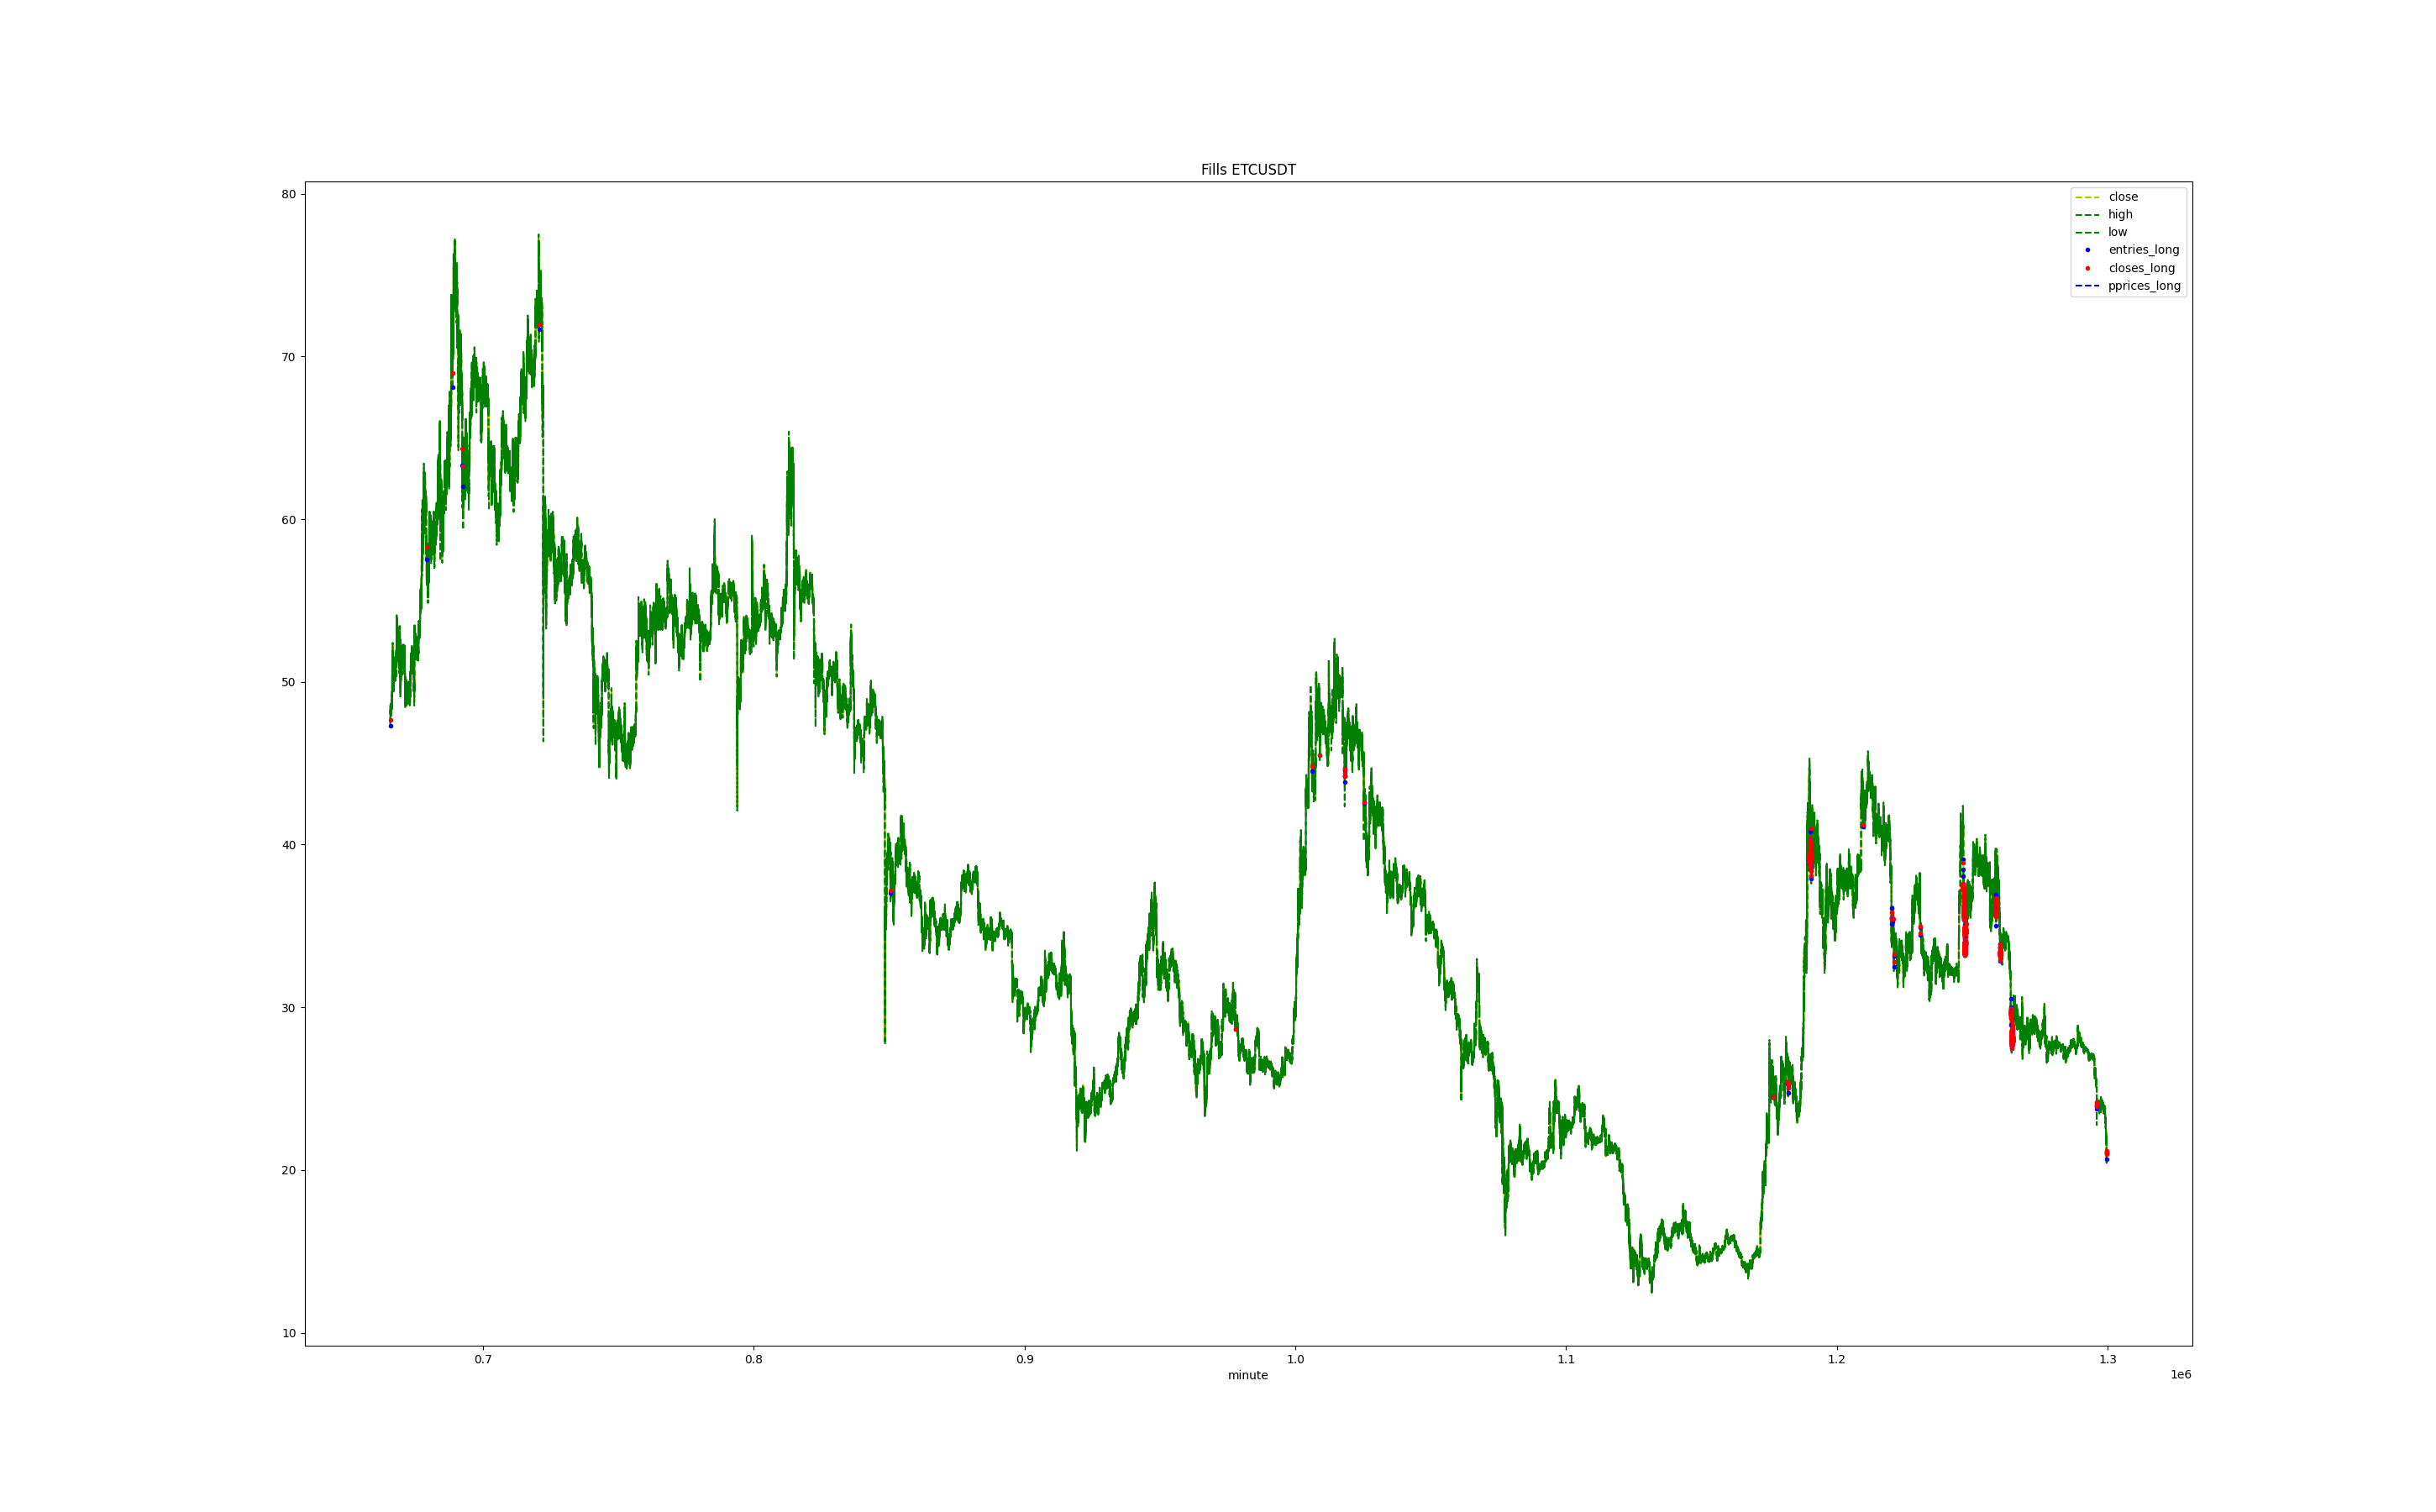 Fills ETCUSDT
80
70
60
50
40
30
20
10
close
high
low
entries_long
closes_long
pprices_long
0.7 0.8 0.9 1.0 1.1 1.2 1.3
minute
1e6